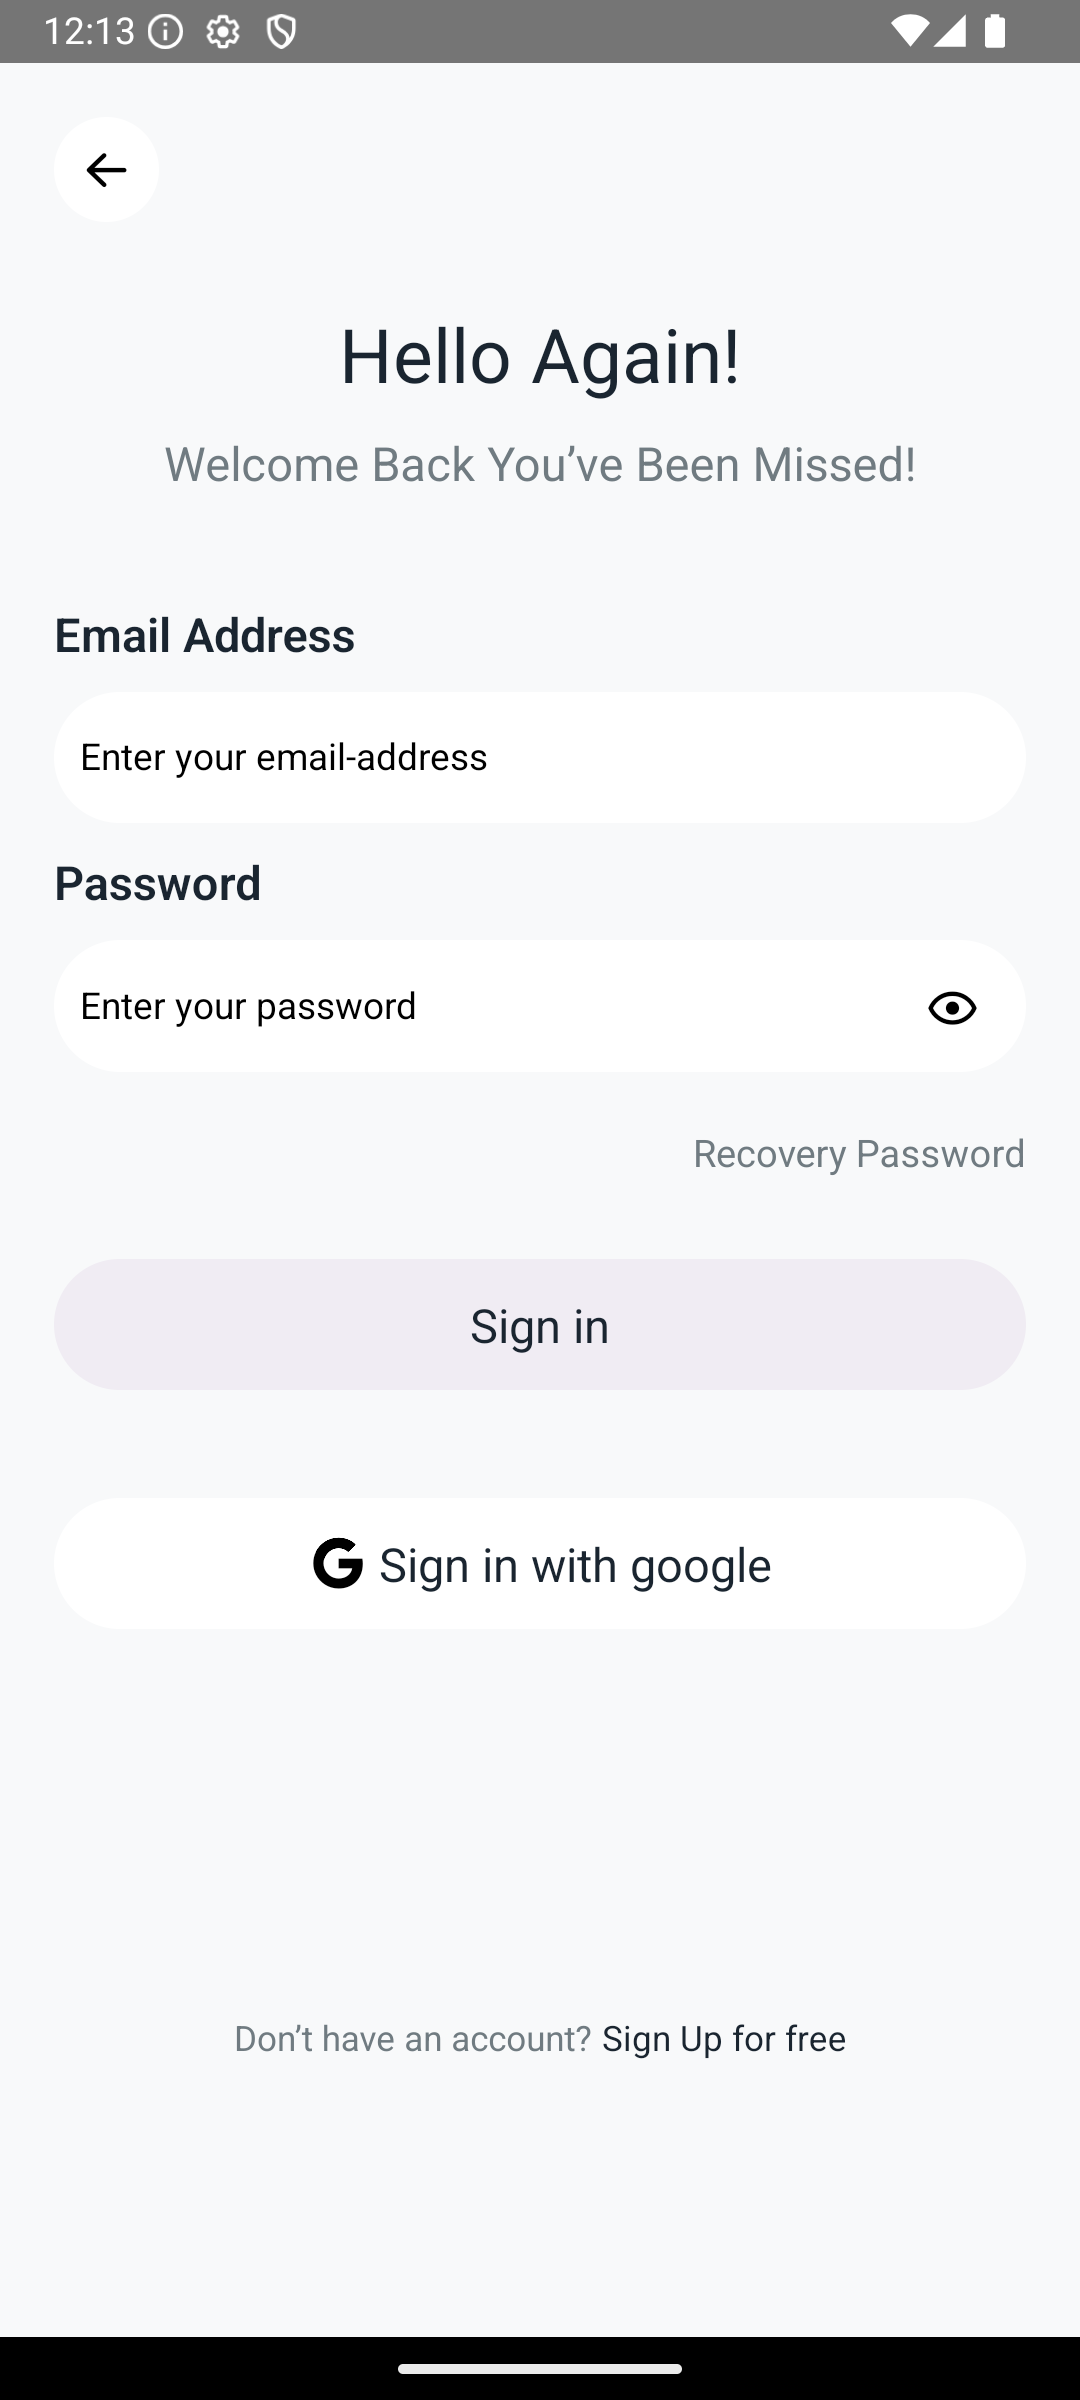 12:13
Hello Again!
Welcome Back You’ve Been Missed!
Email Address
Enter your email-address
Password
Enter your password
Recovery Password
Sign in
Sign in with google
Don’t have an account? Sign Up for free